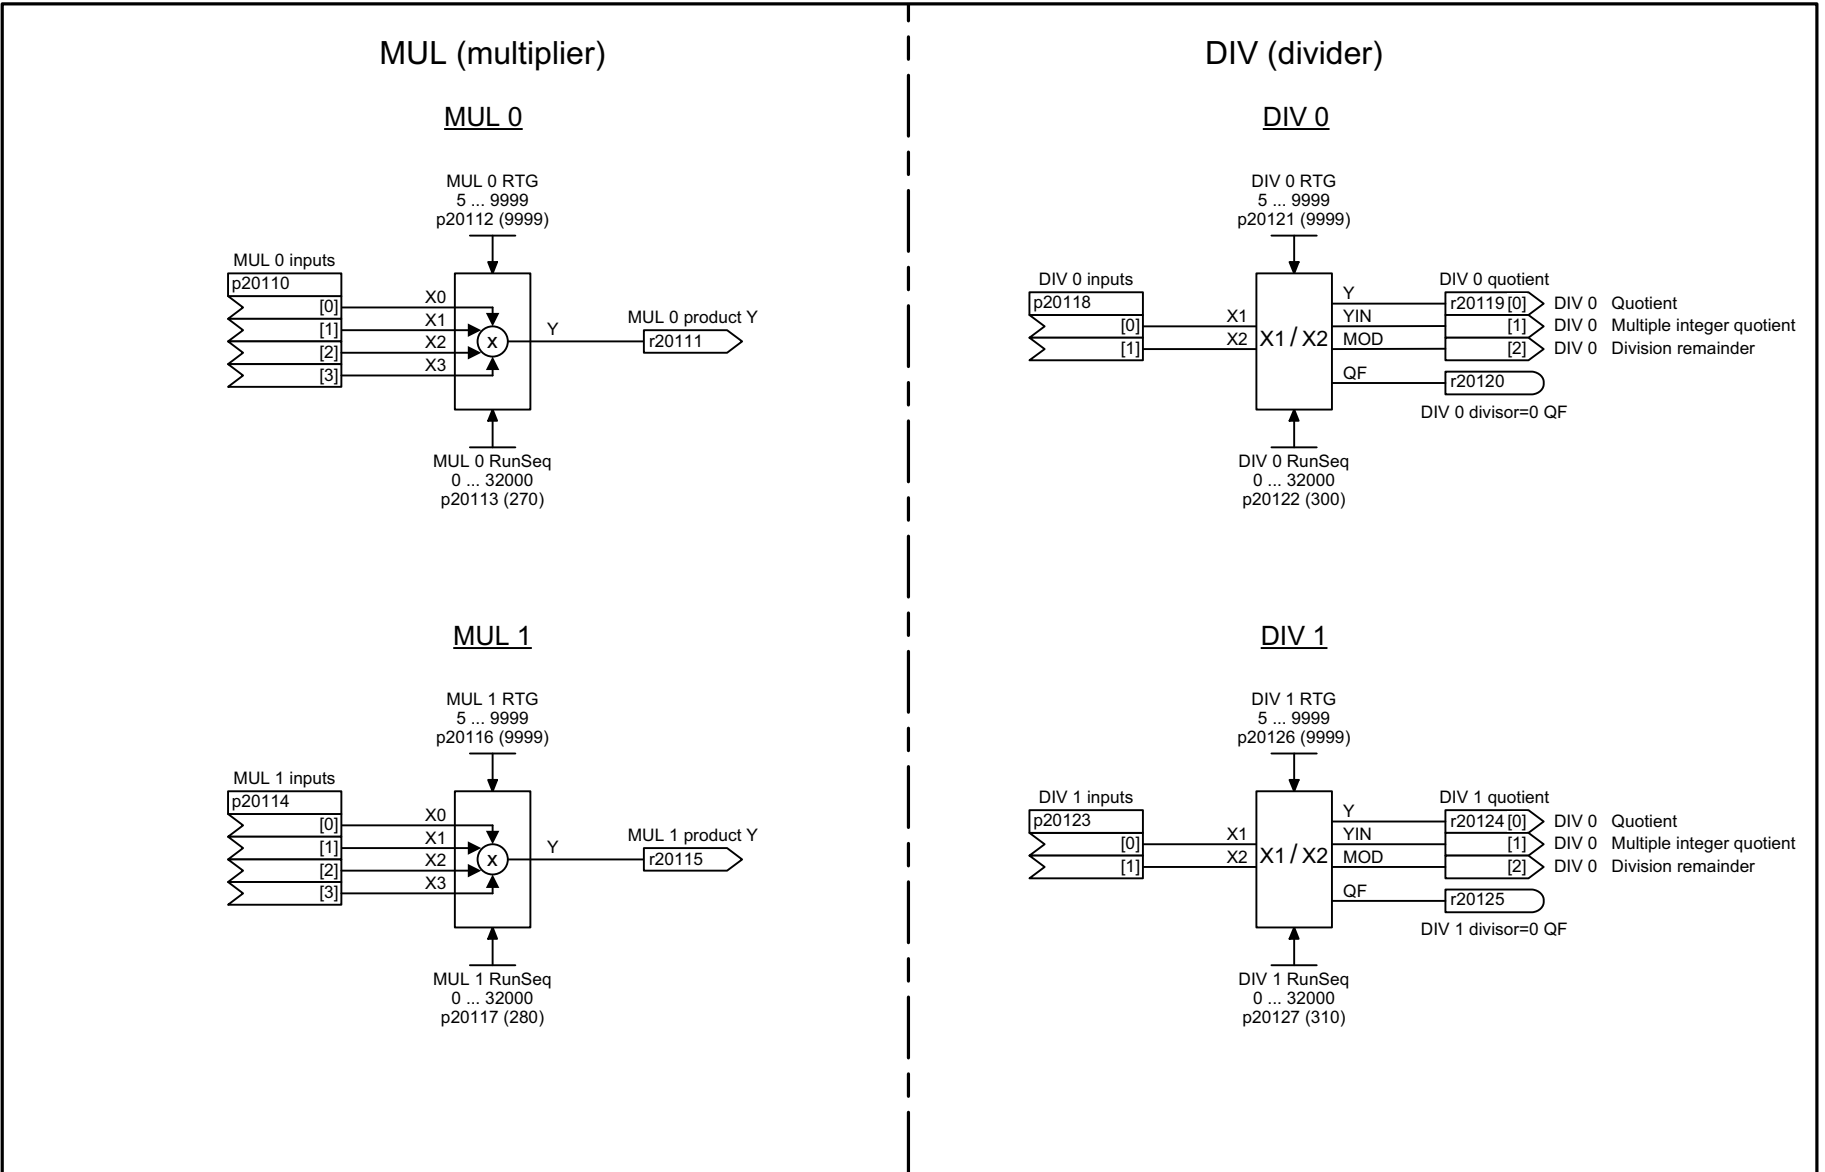 MUL (multiplier)
MUL 0
MUL 0 RTG
5 ... 9999
p20112 (9999)
MUL 0 inputs
p20110
[0]
[1]
[2]
[3]
X0
X1
X2
X3
x
Y
MUL 0 product Y
r20111
MUL 0 RunSeq
0 ... 32000
p20113 (270)
MUL 1
MUL 1 RTG
5 ... 9999
p20116 (9999)
MUL 1 inputs
p20114
[0]
[1]
[2]
[3]
X0
X1
X2
X3
x
Y
MUL 1 product Y
r20115
MUL 1 RunSeq
0 ... 32000
p20117 (280)
DIV (divider)
DIV 0
DIV 0 RTG
5 ... 9999
p20121 (9999)
DIV 0 inputs
p20118
[0]
[1]
X1
X2
X1 / X2
Y
YIN
MOD
QF
DIV 0 quotient
r20119 [0] DIV 0 Quotient
[1] DIV 0 Multiple integer quotient
[2] DIV 0 Division remainder
r20120
DIV 0 divisor=0 QF
DIV 0 RunSeq
0 ... 32000
p20122 (300)
DIV 1
DIV 1 RTG
5 ... 9999
p20126 (9999)
DIV 1 inputs
p20123
[0]
[1]
X1
X2
X1 / X2
Y
YIN
MOD
QF
DIV 1 quotient
r20124 [0] DIV 0 Quotient
[1] DIV 0 Multiple integer quotient
[2] DIV 0 Division remainder
r20125
DIV 1 divisor=0 QF
DIV 1 RunSeq
0 ... 32000
p20127 (310)